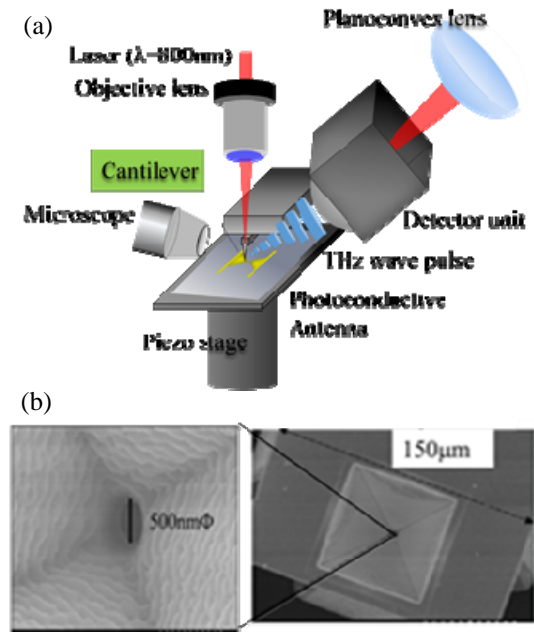 (a)
Planoconvex lens
Laser (λ=800nm)
Objective lens
Cantilever
Microscope
Detector unit
THz wave pulse
Photoconductive
Antenna
Piezo stage
(b)
150μm
500nmΦ